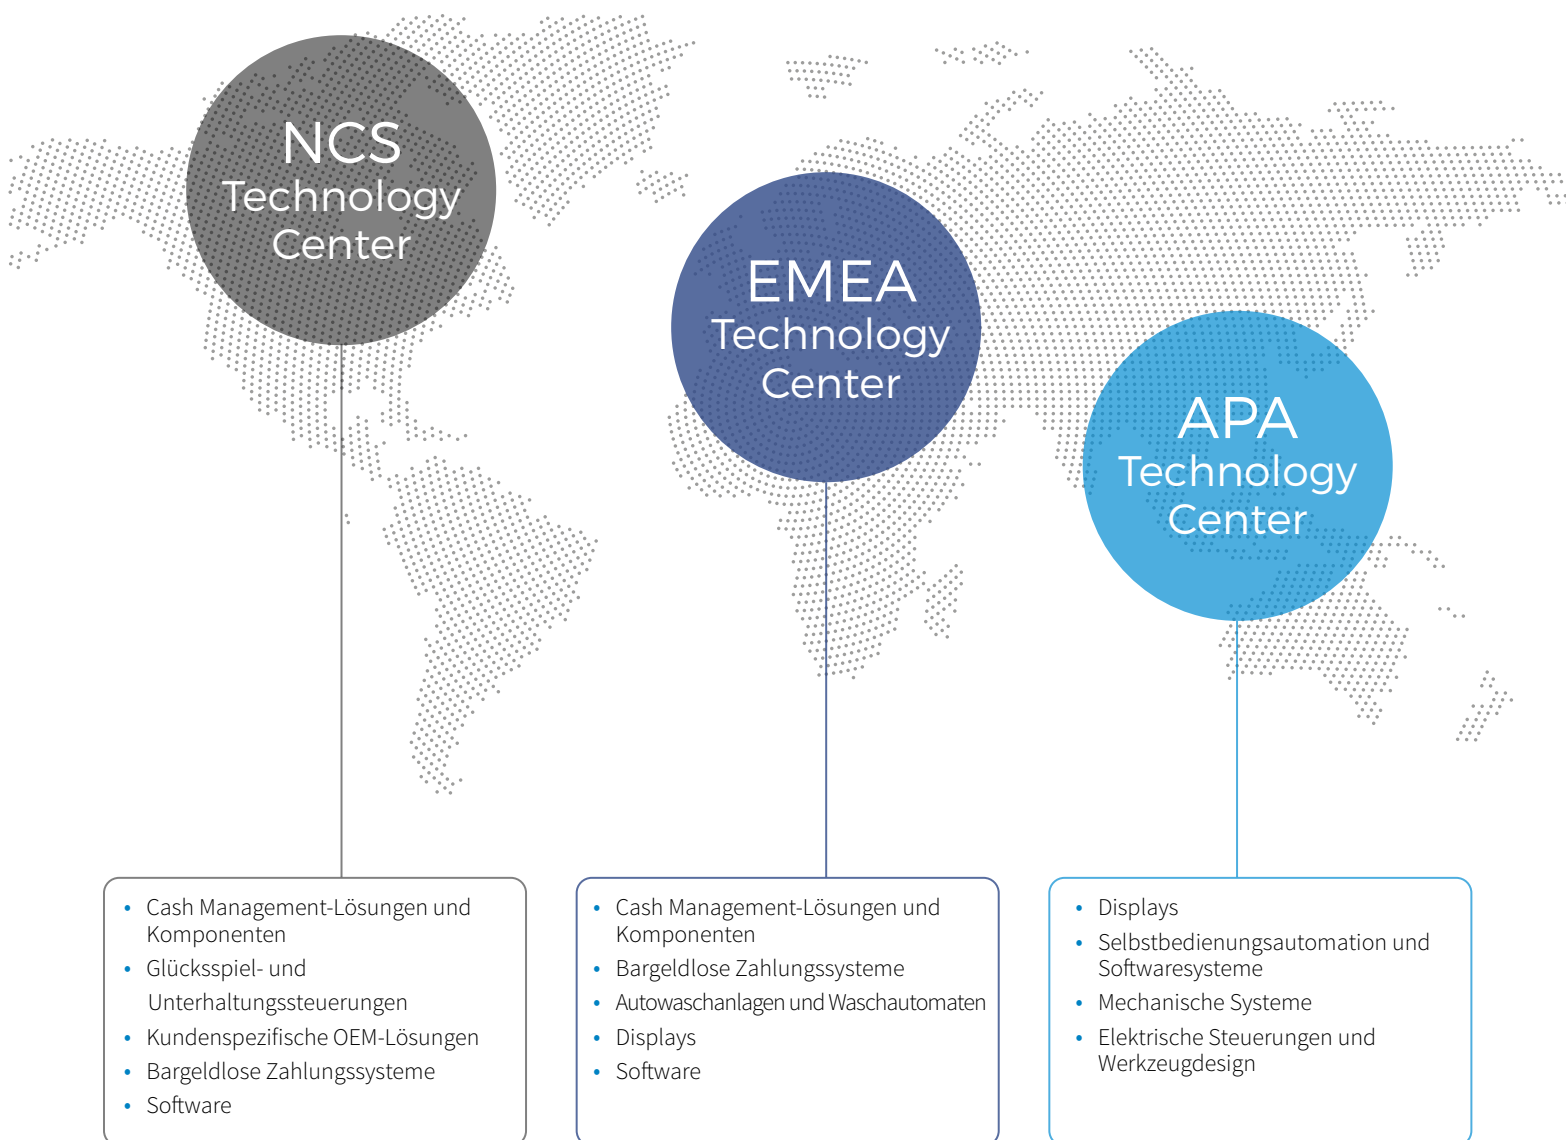 NCS
Technology
Center
EMEA
Technology
Center
APA
Technology
Center
• Cash Management-Lösungen und
Komponenten
• Glücksspiel- und
Unterhaltungssteuerungen
• Kundenspezifische OEM-Lösungen
• Bargeldlose Zahlungssysteme
• Software
• Cash Management-Lösungen und
Komponenten
• Bargeldlose Zahlungssysteme
• Autowaschanlagen und Waschautomaten
• Displays
• Software
• Displays
• Selbstbedienungsautomation und
Softwaresysteme
• Mechanische Systeme
• Elektrische Steuerungen und
Werkzeugdesign